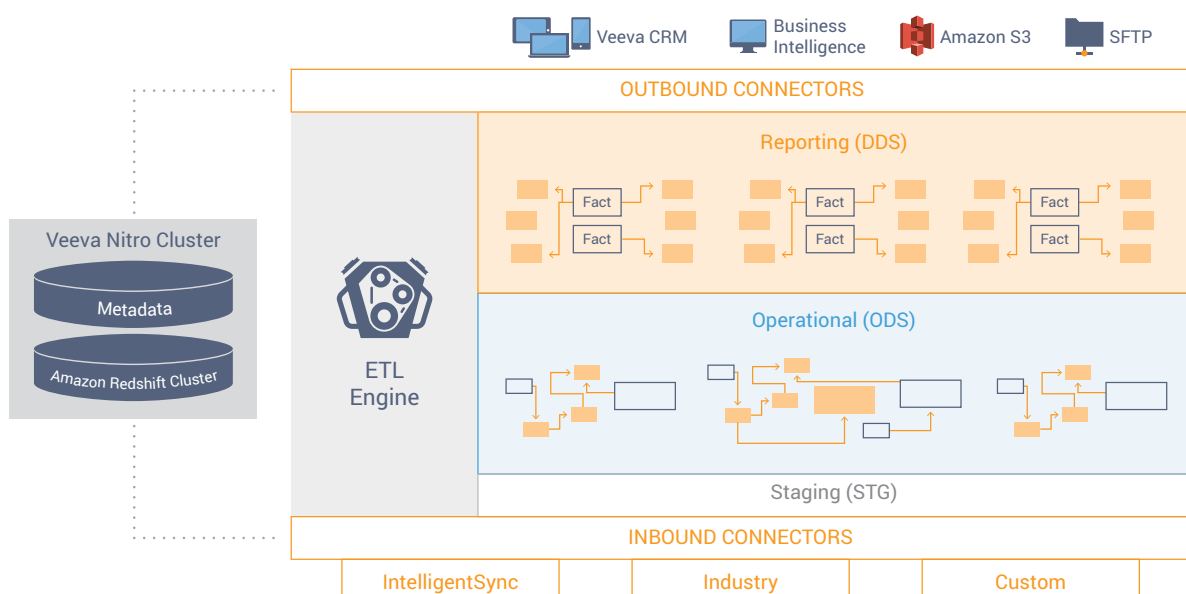 Veeva CRM
Business
Intelligence
Amazon S3
SFTP
OUTBOUND CONNECTORS
Reporting (DDS)
Fact
Fact
Fact
Fact
Fact
Fact
Veeva Nitro Cluster
Metadata
Amazon Redshift Cluster
ETL
Engine
Operational (ODS)
Staging (STG)
INBOUND CONNECTORS
IntelligentSync
Industry
Custom